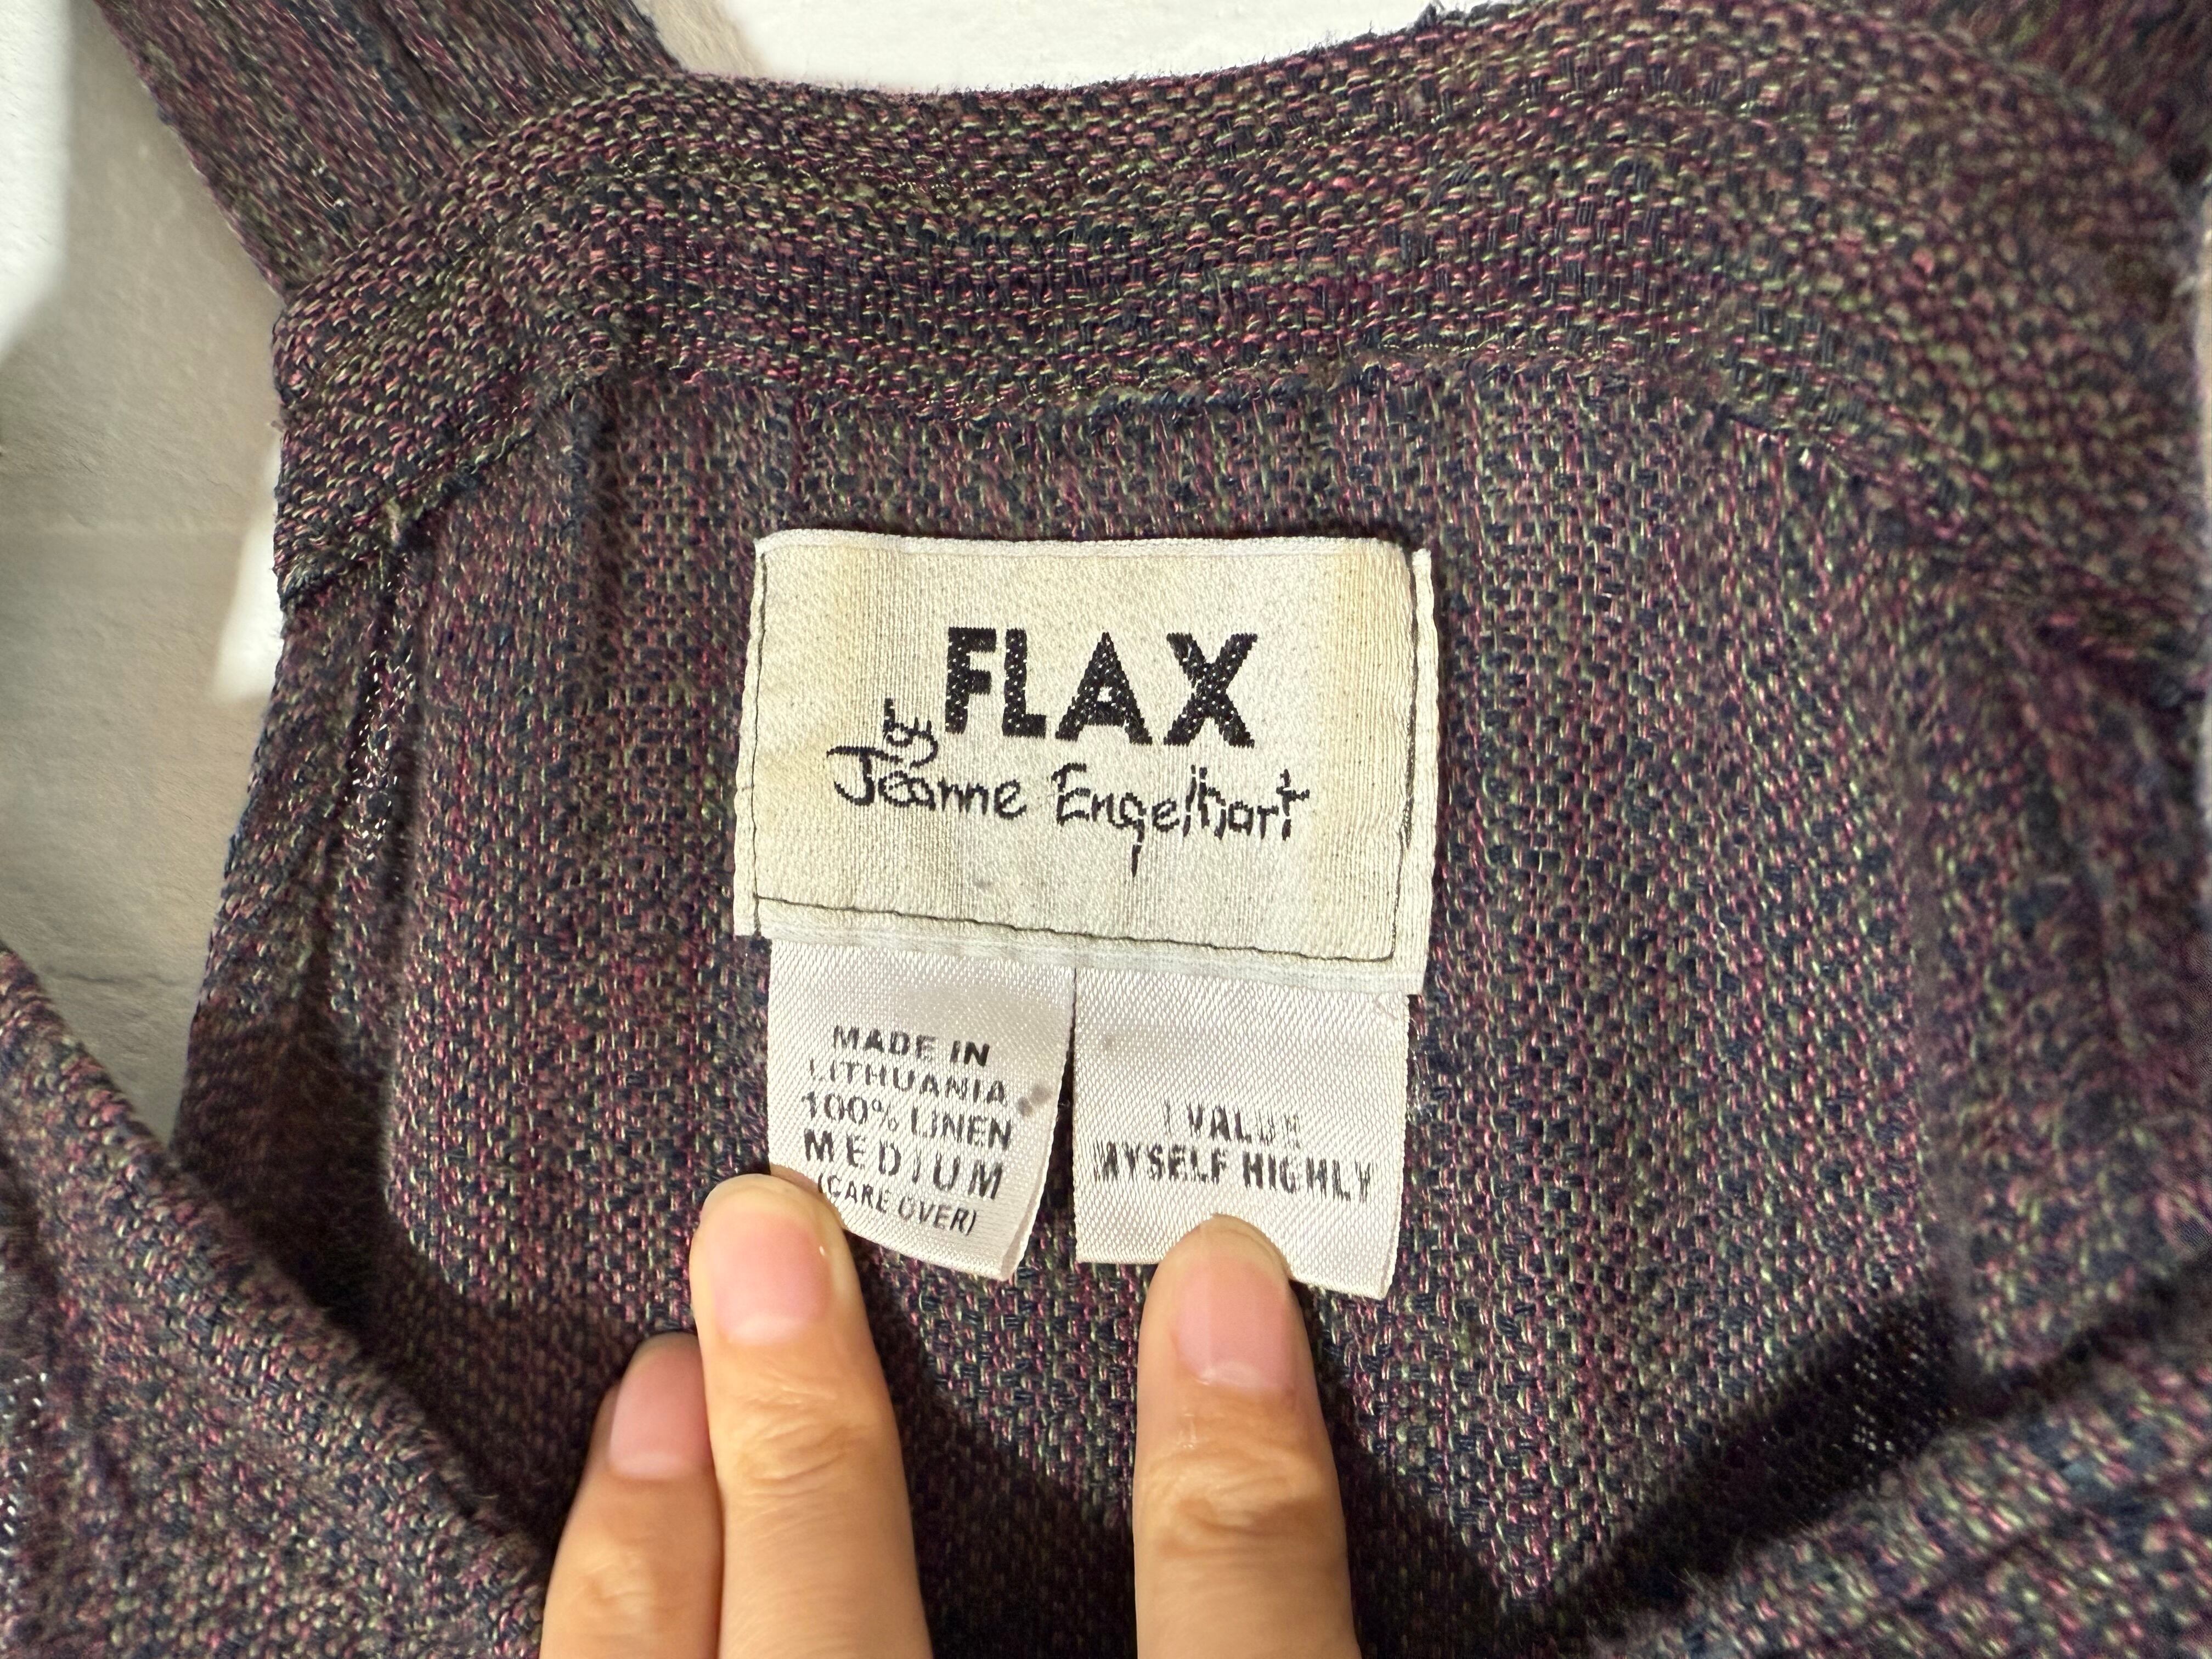 FLAX
by
Jeanne Engelhart
MADE IN
LITHUANIA
100% LINEN
MEDIUM
(CARE OVER)
I VALUE
MYSELF HIGHLY